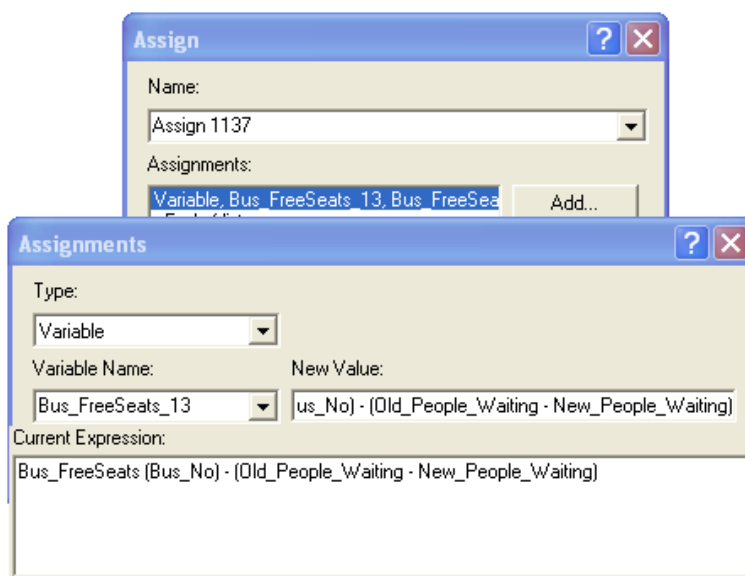 Assign
Name:
Assign 1137
Assignments:
Variable, Bus_FreeSeats_13, Bus_FreeSea
Add...
Assignments
Type:
Variable
Variable Name: New Value:
Bus_FreeSeats_13 us_No) - (Old_People_Waiting - New_People_Waiting)
Current Expression:
Bus_FreeSeats (Bus_No) - (Old_People_Waiting - New_People_Waiting)